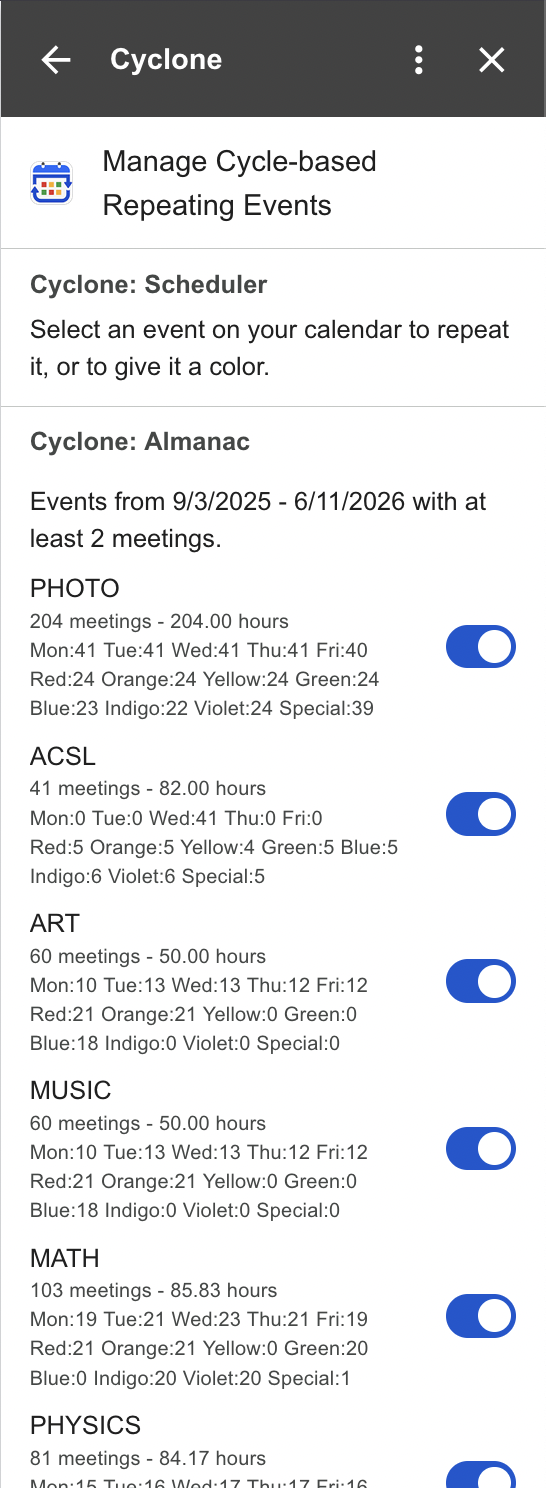 Cyclone
Manage Cycle-based
Repeating Events
Cyclone: Scheduler
Select an event on your calendar to repeat
it, or to give it a color.
Cyclone: Almanac
Events from 9/3/2025 - 6/11/2026 with at
least 2 meetings.
PHOTO
204 meetings - 204.00 hours
Mon:41 Tue:41 Wed:41 Thu:41 Fri:40
Red:24 Orange:24 Yellow:24 Green:24
Blue:23 Indigo:22 Violet:24 Special:39
ACSL
41 meetings - 82.00 hours
Mon:0 Tue:0 Wed:41 Thu:0 Fri:0
Red:5 Orange:5 Yellow:4 Green:5 Blue:5
Indigo:6 Violet:6 Special:5
ART
60 meetings - 50.00 hours
Mon:10 Tue:13 Wed:13 Thu:12 Fri:12
Red:21 Orange:21 Yellow:0 Green:0
Blue:18 Indigo:0 Violet:0 Special:0
MUSIC
60 meetings - 50.00 hours
Mon:10 Tue:13 Wed:13 Thu:12 Fri:12
Red:21 Orange:21 Yellow:0 Green:0
Blue:18 Indigo:0 Violet:0 Special:0
MATH
103 meetings - 85.83 hours
Mon:19 Tue:21 Wed:23 Thu:21 Fri:19
Red:21 Orange:21 Yellow:0 Green:20
Blue:0 Indigo:20 Violet:20 Special:1
PHYSICS
81 meetings - 84.17 hours
Mon:15 Tue:16 Wed:17 Thu:17 Fri:16